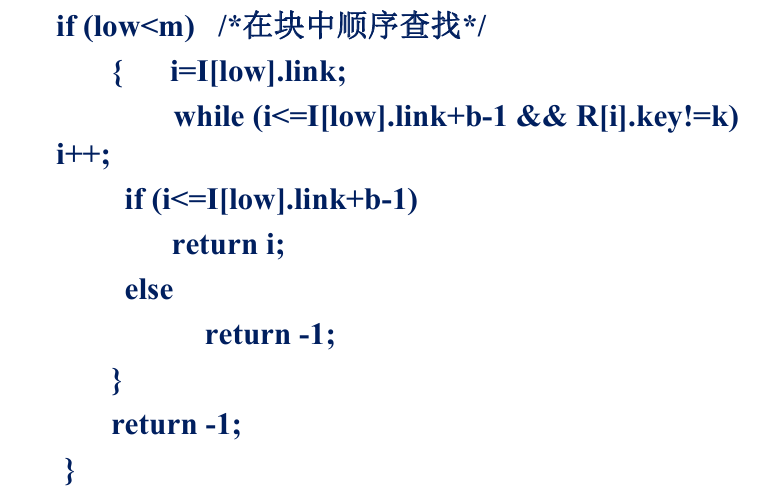 if (low<m) /*在块中顺序查找*/
{ i=I[low].link;
while (i<=I[low].link+b-1 && R[i].key!=k)
i++;
if (i<=I[low].link+b-1)
return i;
else
return -1;
}
return -1;
}